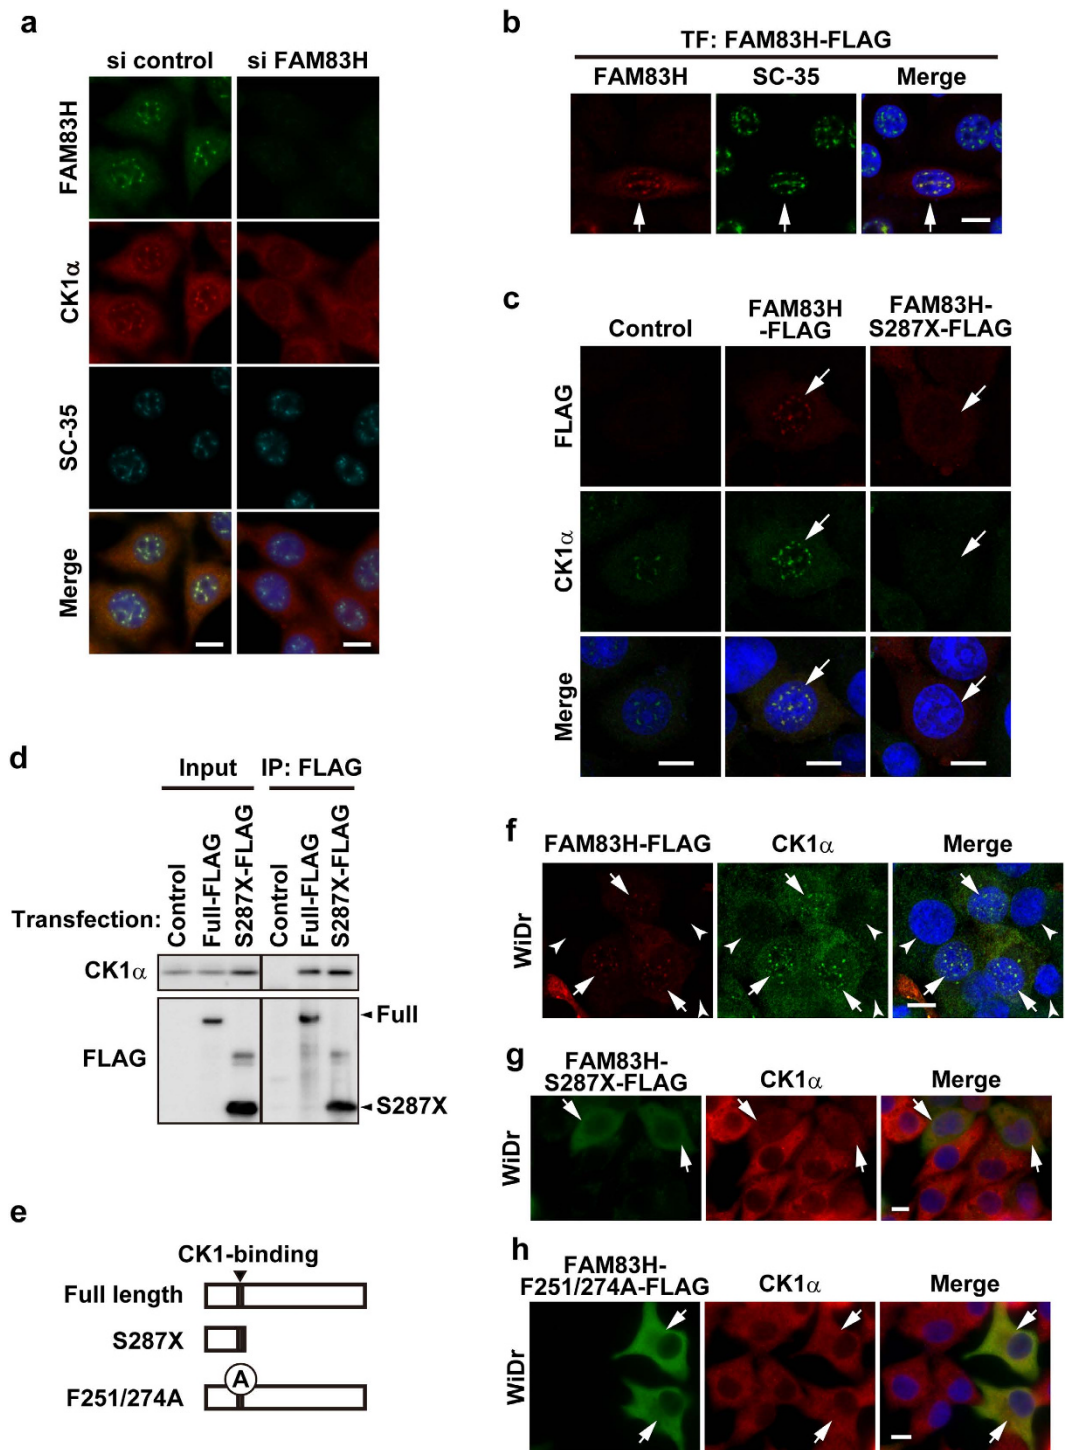 a
si control
si FAM83H
FAM83H
CK1α
SC-35
Merge
b
TF: FAM83H-FLAG
FAM83H
SC-35
Merge
c
Control
FAM83H
-FLAG
FAM83H-
S287X-FLAG
FLAG
CK1α
Merge
d
Input
IP: FLAG
Transfection:
Control
Full-FLAG
S287X-FLAG
Control
Full-FLAG
S287X-FLAG
CK1α
FLAG
Full
S287X
e
CK1-binding
Full length
S287X
A
F251/274A
f
FAM83H-FLAG
CK1α
Merge
WiDr
g
FAM83H-
S287X-FLAG
CK1α
Merge
WiDr
h
FAM83H-
F251/274A-FLAG
CK1α
Merge
WiDr